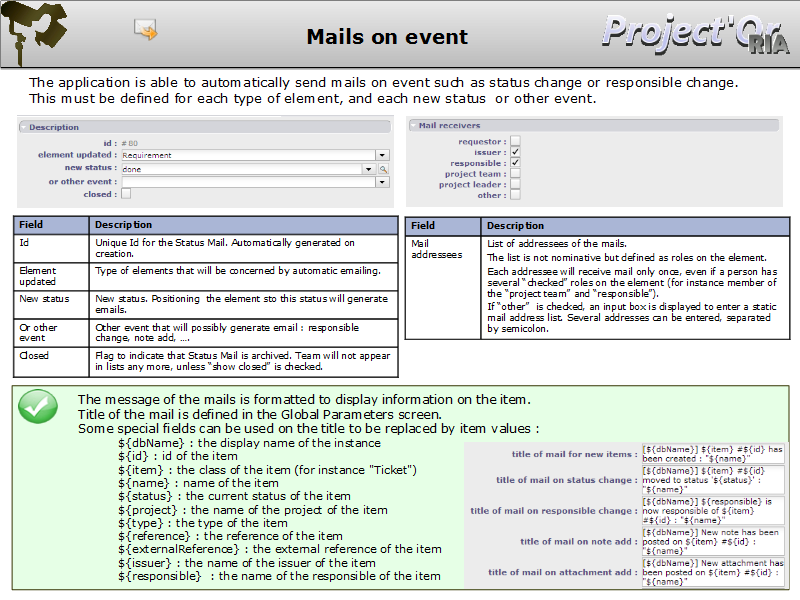 Mails on event
Project'Or
RIA
The application is able to automatically send mails on event such as status change or responsible change.
This must be defined for each type of element, and each new status or other event.
Description
id : # 80
element updated : Requirement
new status : done
or other event :
closed :
Mail receivers
requestor :
issuer :
responsible :
project team :
project leader :
other :
Field Description
Id Unique Id for the Status Mail. Automatically generated on
creation.
Element Type of elements that will be concerned by automatic emailing.
updated
New status New status. Positioning the element sto this status will generate
emails.
Or other Other event that will possibly generate email : responsible
event change, note add, ….
Closed Flag to indicate that Status Mail is archived. Team will not appear
in lists any more, unless “show closed” is checked.
Field Description
Mail List of addressees of the mails.
addressees The list is not nominative but defined as roles on the element.
Each addressee will receive mail only once, even if a person has
several “checked” roles on the element (for instance member of
the “project team” and “responsible”).
If “other” is checked, an input box is displayed to enter a static
mail address list. Several addresses can be entered, separated
by semicolon.
The message of the mails is formatted to display information on the item.
Title of the mail is defined in the Global Parameters screen.
Some special fields can be used on the title to be replaced by item values :
${dbName} : the display name of the instance
${id} : id of the item
${item} : the class of the item (for instance "Ticket")
${name} : name of the item
${status} : the current status of the item
${project} : the name of the project of the item
${type} : the type of the item
${reference} : the reference of the item
${externalReference} : the external reference of the item
${issuer} : the name of the issuer of the item
${responsible} : the name of the responsible of the item
title of mail for new items : [${dbName}] ${item} #${id} has
been created : "${name}"
title of mail on status change : [${dbName}] ${item} #${id}
moved to status '${status}' :
"${name}"
title of mail on responsible change : [${dbName}] ${responsible} is
now responsible of ${item}
#${id} : "${name}"
title of mail on note add : [${dbName}] New note has been
posted on ${item} #${id} :
"${name}"
title of mail on attachment add : [${dbName}] New attachment has
been posted on ${item} #${id} :
"${name}"